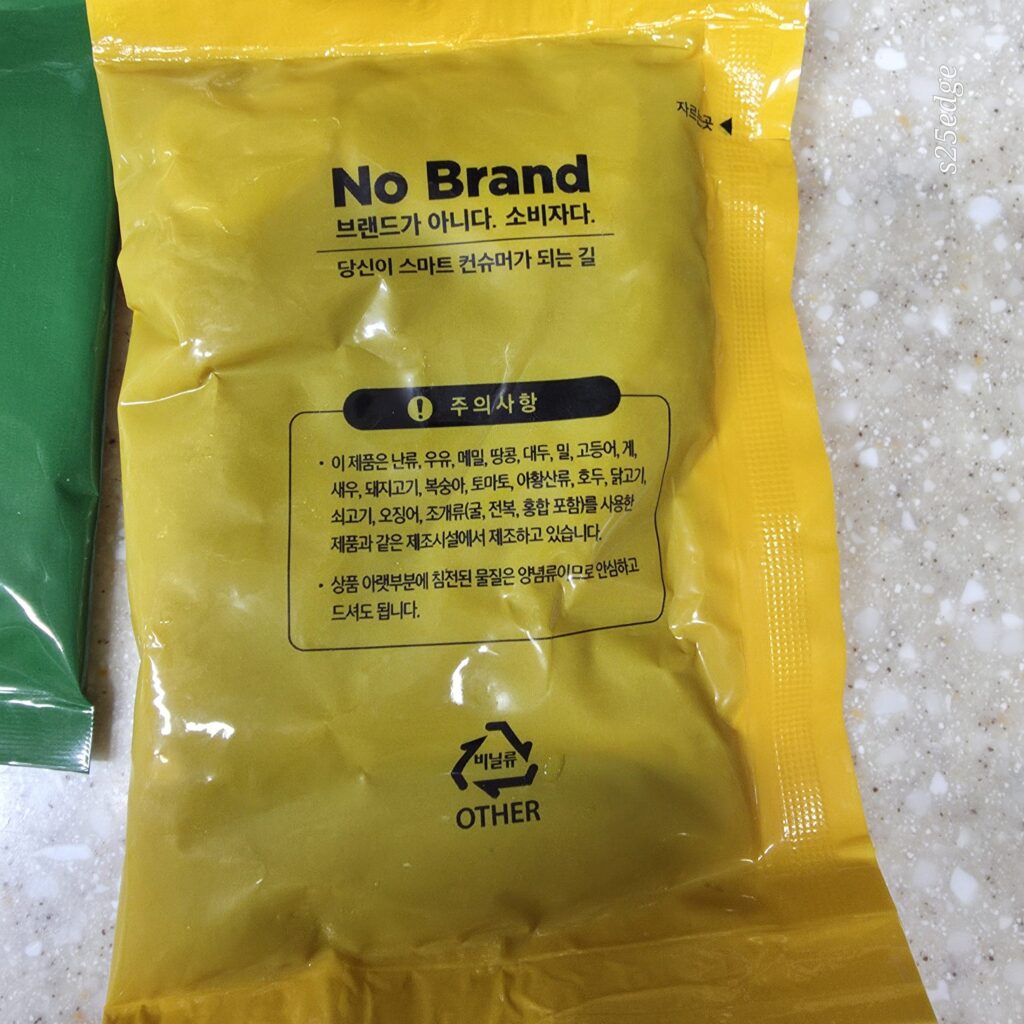 자르는곳
No Brand
브랜드가 아니다. 소비자다.
당신이 스마트 컨슈머가 되는 길
! 주의사항
• 이 제품은 난류, 우유, 메밀, 땅콩, 대두, 밀, 고등어, 게,
새우, 돼지고기, 복숭아, 토마토, 아황산류, 호두, 닭고기,
쇠고기, 오징어, 조개류(굴, 전복, 홍합 포함)를 사용한
제품과 같은 제조시설에서 제조하고 있습니다.
• 상품 아랫부분에 침전된 물질은 양념류이므로 안심하고
드셔도 됩니다.
비닐류
OTHER
s25edge